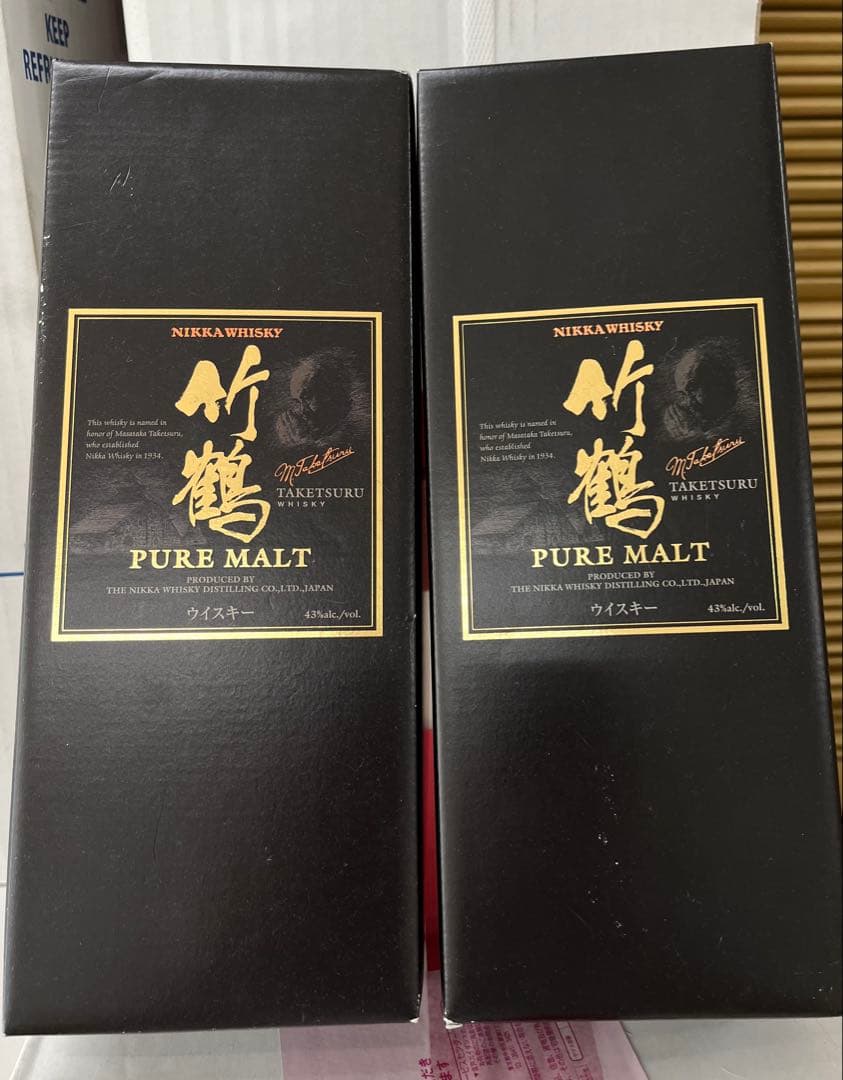 KEEP
NIKKA WHISKY
竹鶴
This whisky is named in
honor of Masataka Taketsuru,
who established
Nikka Whisky in 1934.
M Taketsuru
TAKETSURU
WHISKY
PURE MALT
PRODUCED BY
THE NIKKA WHISKY DISTILLING CO.,LTD.,JAPAN
ウイスキー 43%alc./vol.
NIKKA WHISKY
竹鶴
This whisky is named in
honor of Masataka Taketsuru,
who established
Nikka Whisky in 1934.
M Taketsuru
TAKETSURU
WHISKY
PURE MALT
PRODUCED BY
THE NIKKA WHISKY DISTILLING CO.,LTD.,JAPAN
ウイスキー 43%alc./vol.